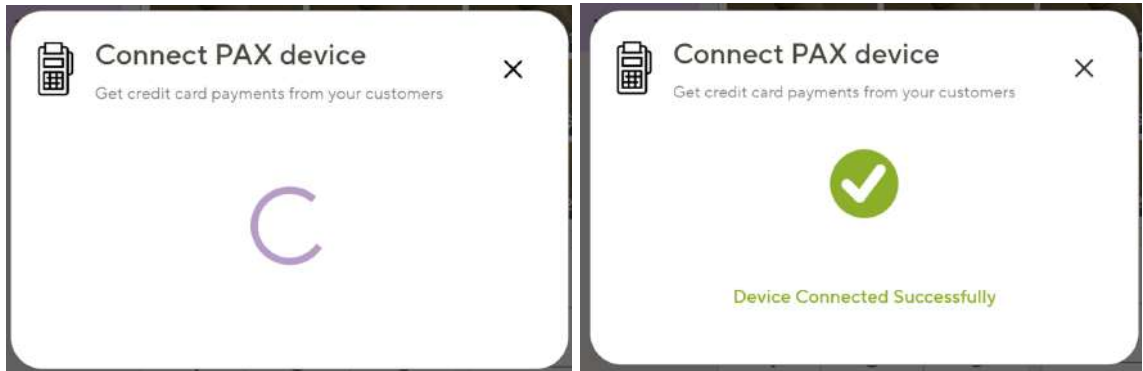 Connect PAX device
Get credit card payments from your customers
Connect PAX device
Get credit card payments from your customers
Device Connected Successfully